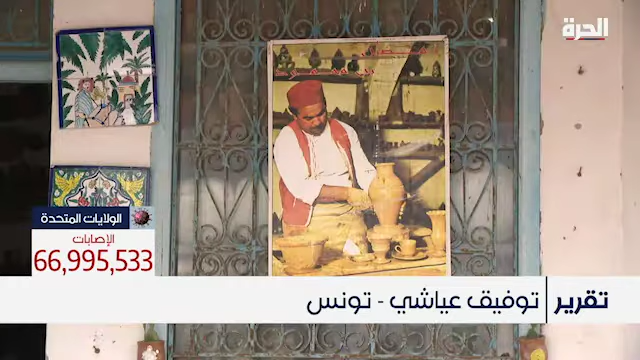 الحرة
الولايات المتحدة
الإصابات
66,995,533
تقرير | توفيق عياشي - تونس